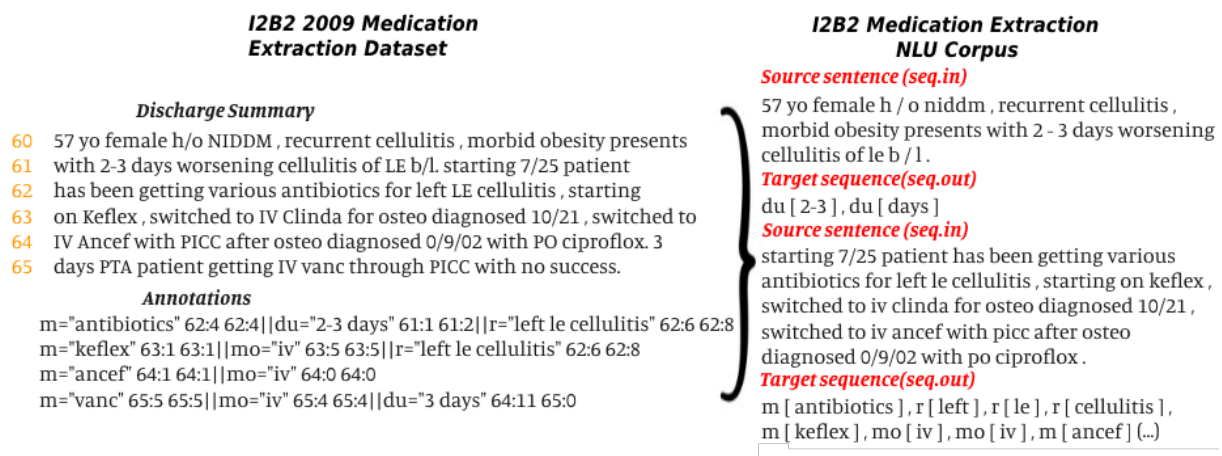 I2B2 2009 Medication
Extraction Dataset
Discharge Summary
60 57 yo female h/o NIDDM , recurrent cellulitis , morbid obesity presents
61 with 2-3 days worsening cellulitis of LE b/l. starting 7/25 patient
62 has been getting various antibiotics for left LE cellulitis , starting
63 on Keflex , switched to IV Clinda for osteo diagnosed 10/21 , switched to
64 IV Ancef with PICC after osteo diagnosed 0/9/02 with PO ciproflox. 3
65 days PTA patient getting IV vanc through PICC with no success.
Annotations
m="antibiotics" 62:4 62:4||du="2-3 days" 61:1 61:2||r="left le cellulitis" 62:6 62:8
m="keflex" 63:1 63:1||mo="iv" 63:5 63:5||r="left le cellulitis" 62:6 62:8
m="ancef" 64:1 64:1||mo="iv" 64:0 64:0
m="vanc" 65:5 65:5||mo="iv" 65:4 65:4||du="3 days" 64:11 65:0
I2B2 Medication Extraction
NLU Corpus
Source sentence (seq.in)
57 yo female h / o niddm , recurrent cellulitis ,
morbid obesity presents with 2 - 3 days worsening
cellulitis of le b / l .
Target sequence(seq.out)
du [ 2-3 ] , du [ days ]
Source sentence (seq.in)
starting 7/25 patient has been getting various
antibiotics for left le cellulitis , starting on keflex ,
switched to iv clinda for osteo diagnosed 10/21 ,
switched to iv ancef with picc after osteo
diagnosed 0/9/02 with po ciproflox .
Target sequence(seq.out)
m [ antibiotics ] , r [ left ] , r [ le ] , r [ cellulitis ] ,
m [ keflex ] , mo [ iv ] , mo [ iv ] , m [ ancef ] (...)